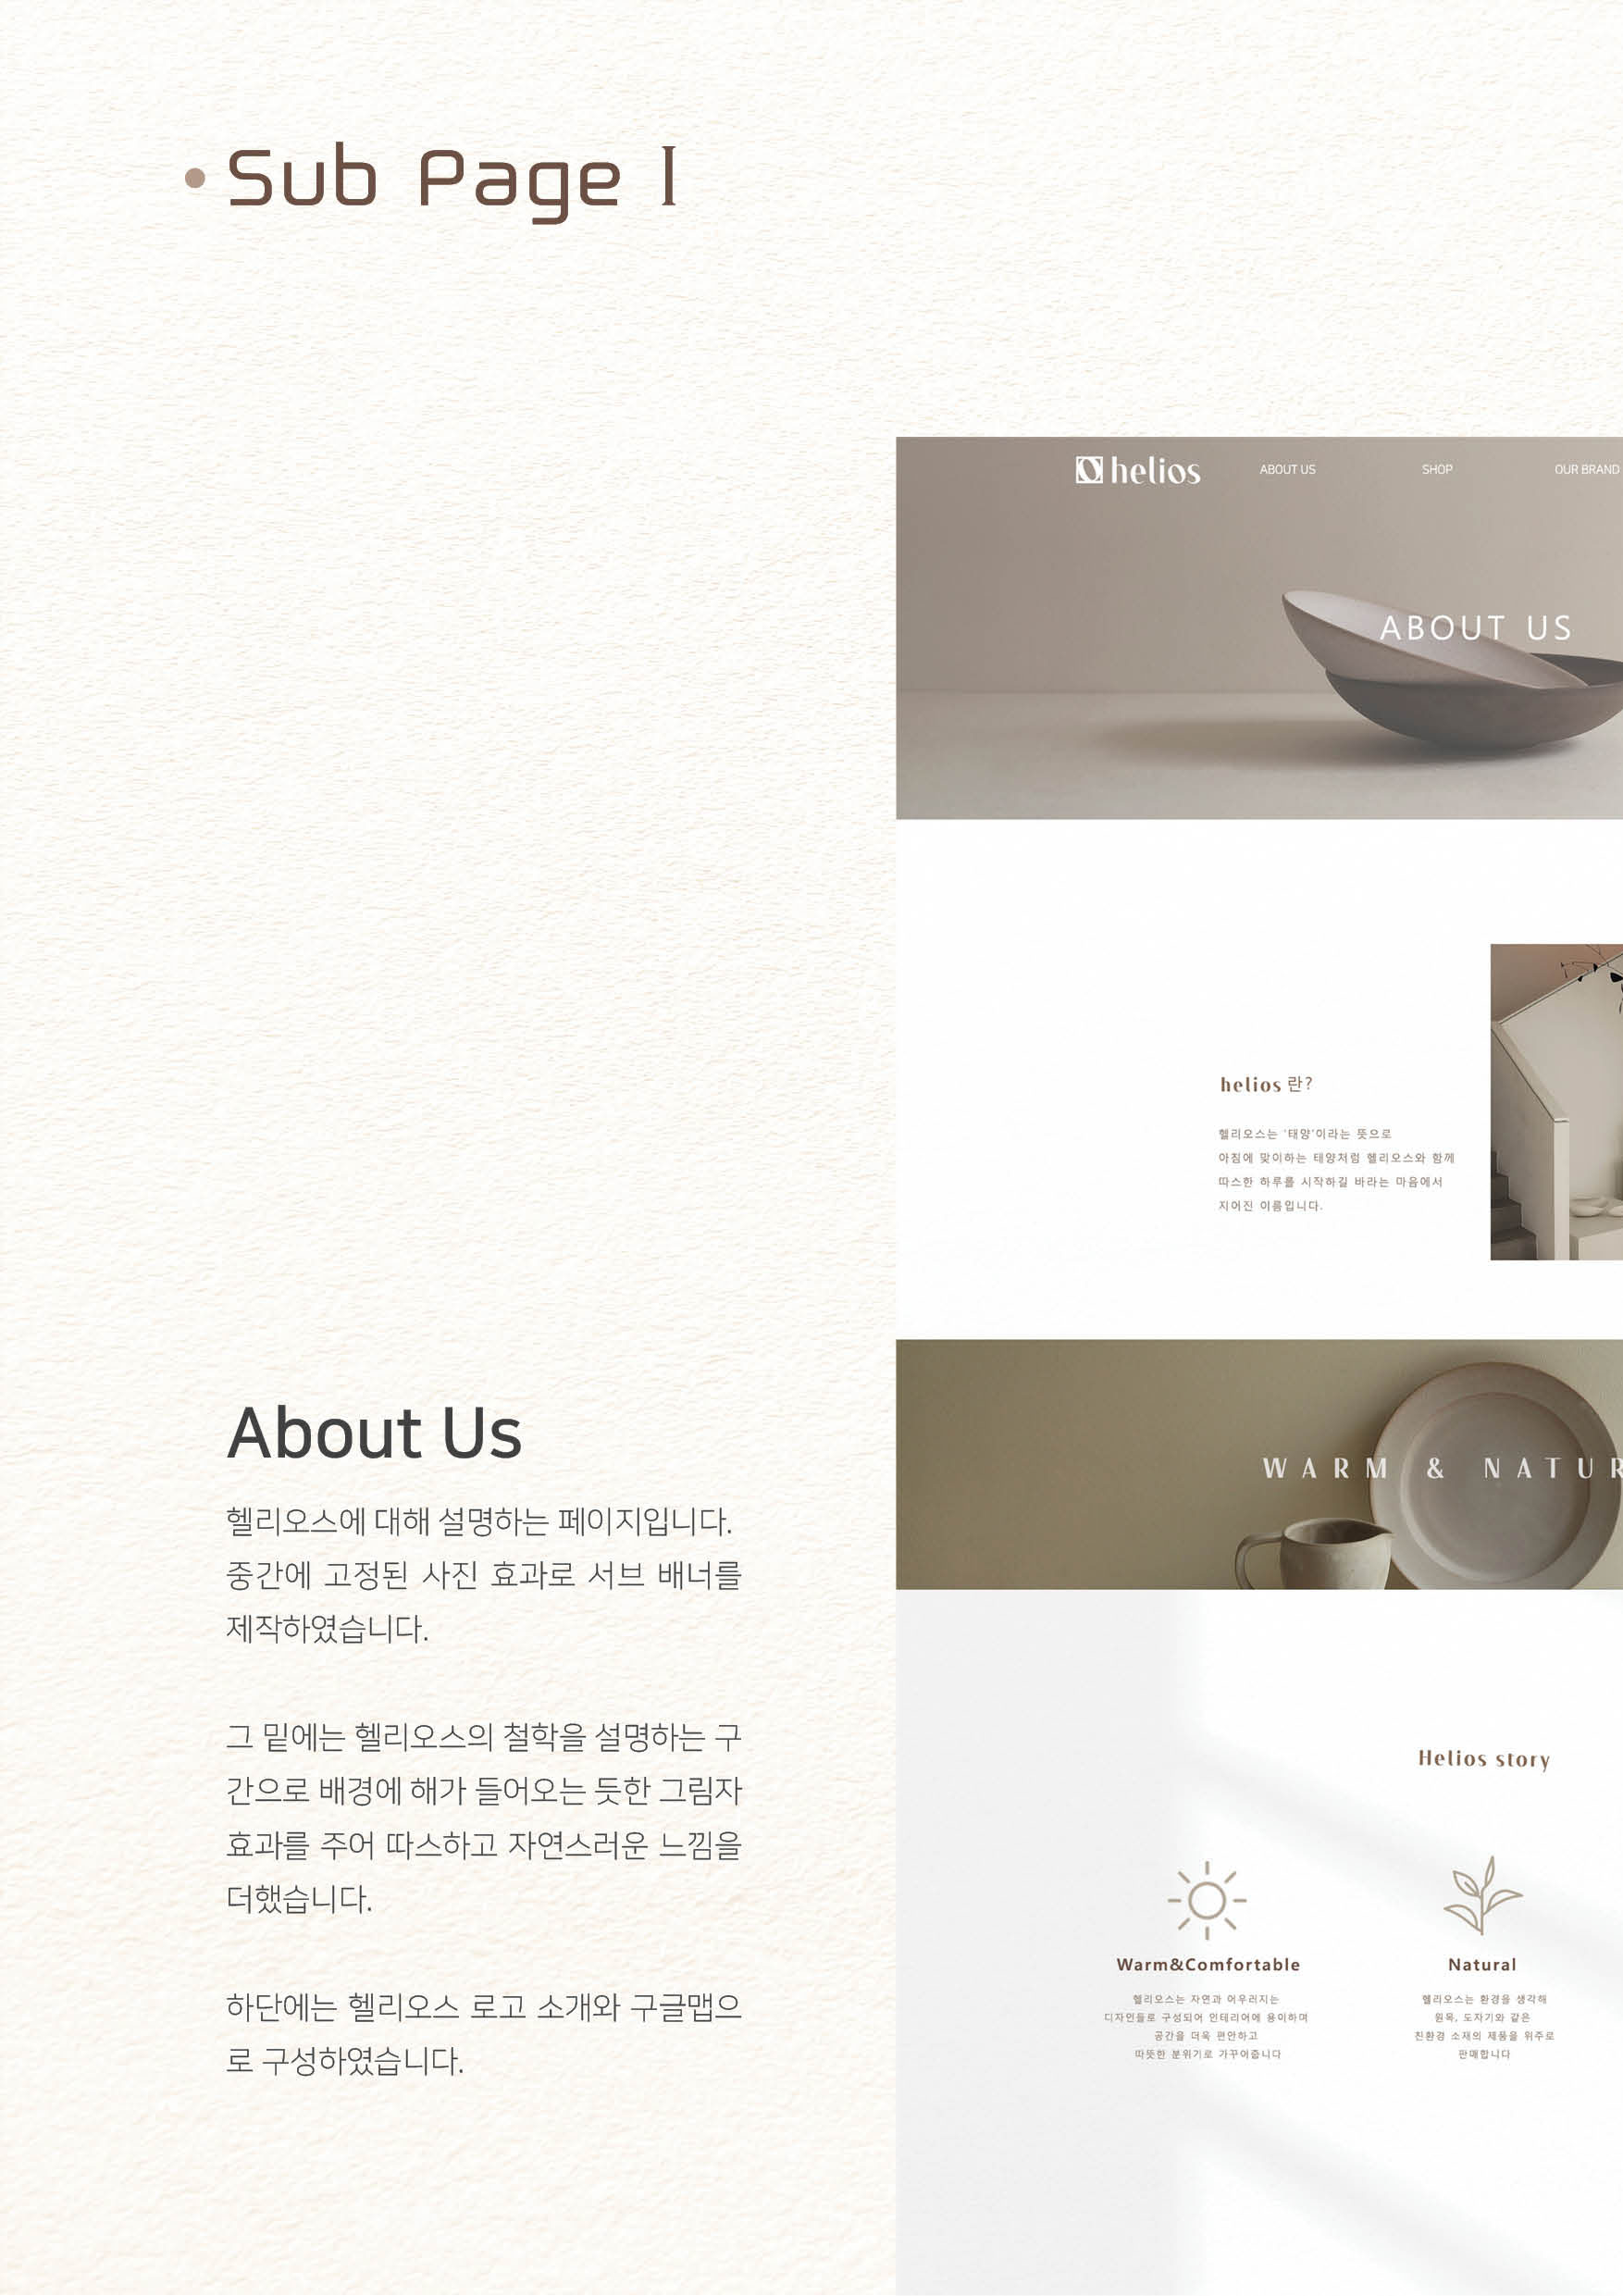 Sub Page I
helios
ABOUT US
SHOP
OUR BRAND
ABOUT US
helios 란?
헬리오스는 '태양'이라는 뜻으로
아침에 맞이하는 태양처럼 헬리오스와 함께
따스한 하루를 시작하길 바라는 마음에서
지어진 이름입니다.
WARM & NATUR
About Us
헬리오스에 대해 설명하는 페이지입니다.
중간에 고정된 사진 효과로 서브 배너를
제작하였습니다.
그 밑에는 헬리오스의 철학을 설명하는 구
간으로 배경에 해가 들어오는 듯한 그림자
효과를 주어 따스하고 자연스러운 느낌을
더했습니다.
하단에는 헬리오스 로고 소개와 구글맵으
로 구성하였습니다.
Helios story
Warm&Comfortable
헬리오스는 자연과 어우러지는
디자인들로 구성되어 인테리어에 용이하며
공간을 더욱 편안하고
따뜻한 분위기로 가꾸어줍니다
Natural
헬리오스는 환경을 생각해
원목, 도자기와 같은
친환경 소재의 제품을 위주로
판매합니다